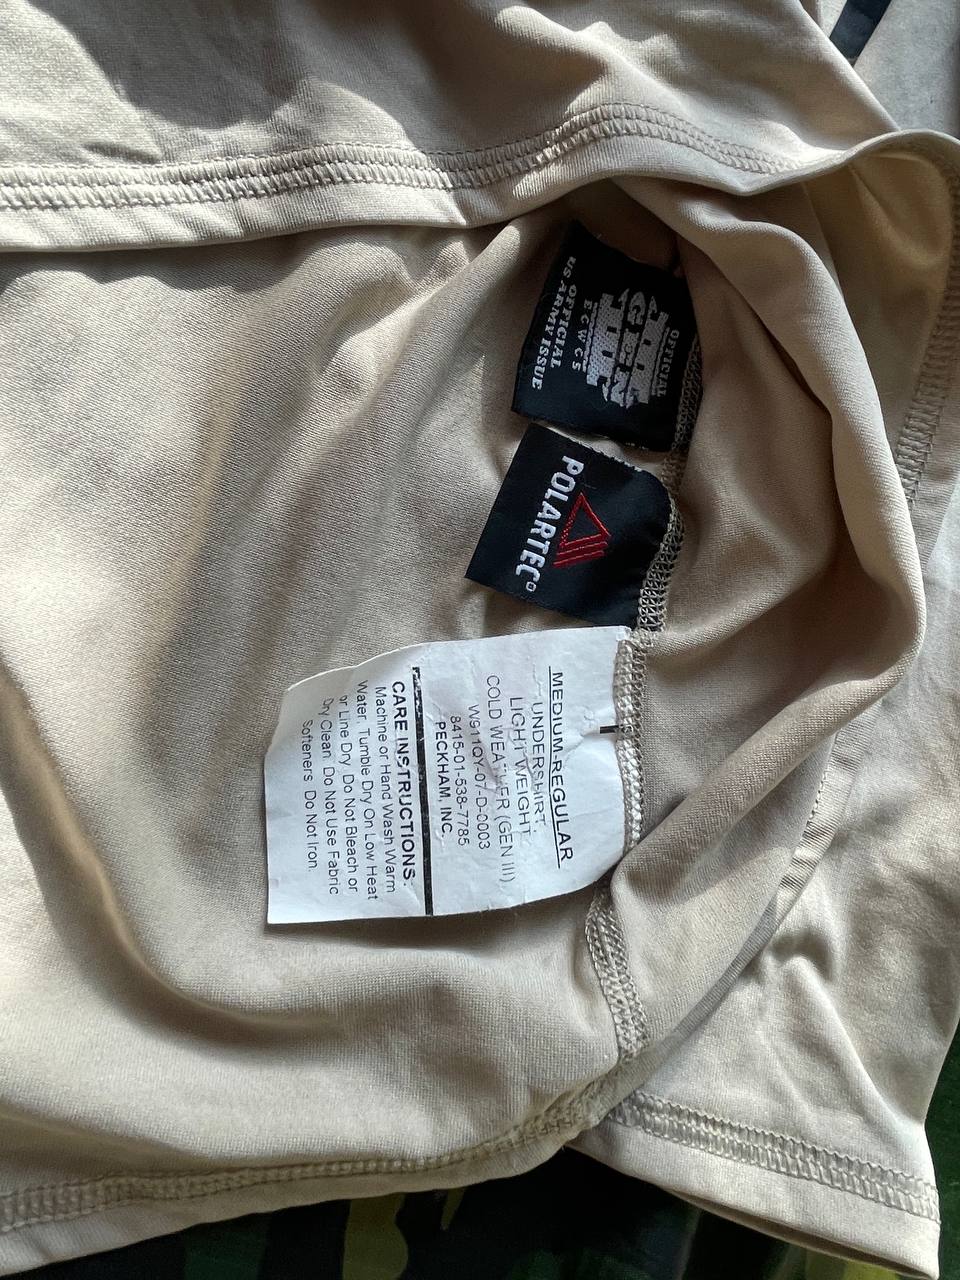 OFFICIAL
GEN
III
E C W C S
OFFICIAL
US ARMY ISSUE
POLARTEC®
MEDIUM-REGULAR
UNDERSHIRT,
LIGHT WEIGHT
COLD WEATHER (GEN III),
W911QY-07-D-0003
8415-01-538-7785
PECKHAM, INC.
CARE INSTRUCTIONS:
Machine or Hand Wash Warm
Water, Tumble Dry On Low Heat
or Line Dry. Do Not Bleach or
Dry Clean. Do Not Use Fabric
Softeners. Do Not Iron.